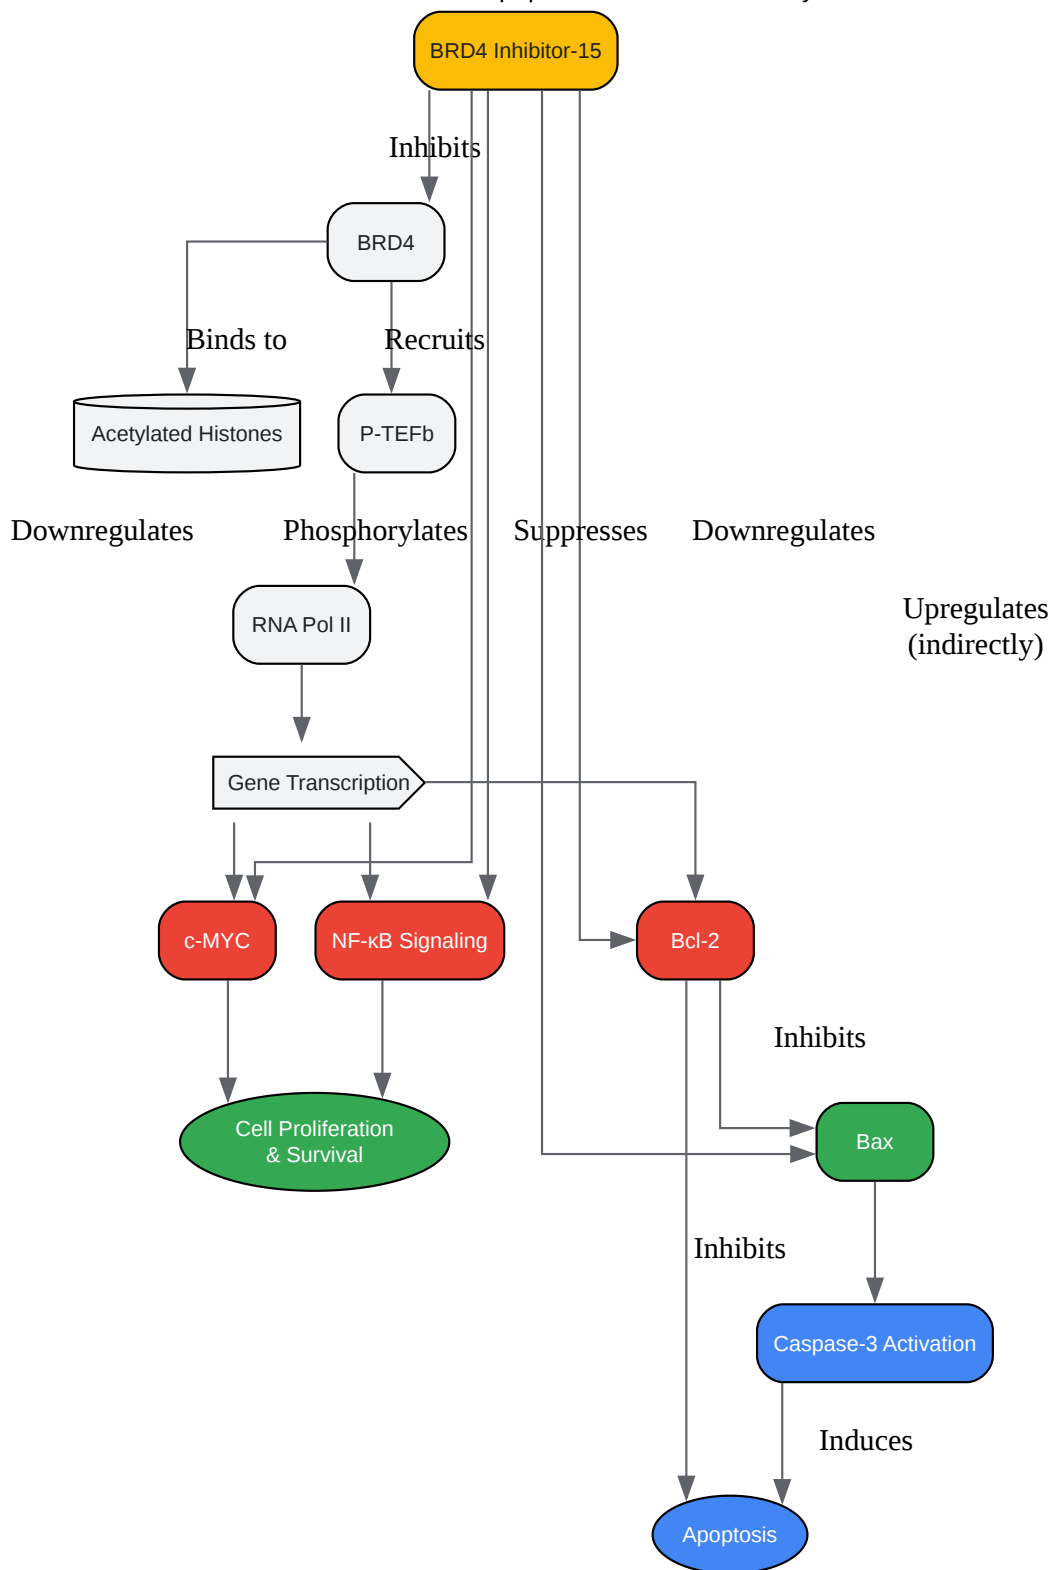 BRD4 Inhibitor-15
Inhibits
BRD4
Binds to
Recruits
Acetylated Histones
P-TEFb
Downregulates
Phosphorylates
Suppresses
Downregulates
Upregulates
(indirectly)
RNA Pol II
Gene Transcription
c-MYC
NF-κB Signaling
Bcl-2
Inhibits
Cell Proliferation
& Survival
Bax
Inhibits
Caspase-3 Activation
Induces
Apoptosis